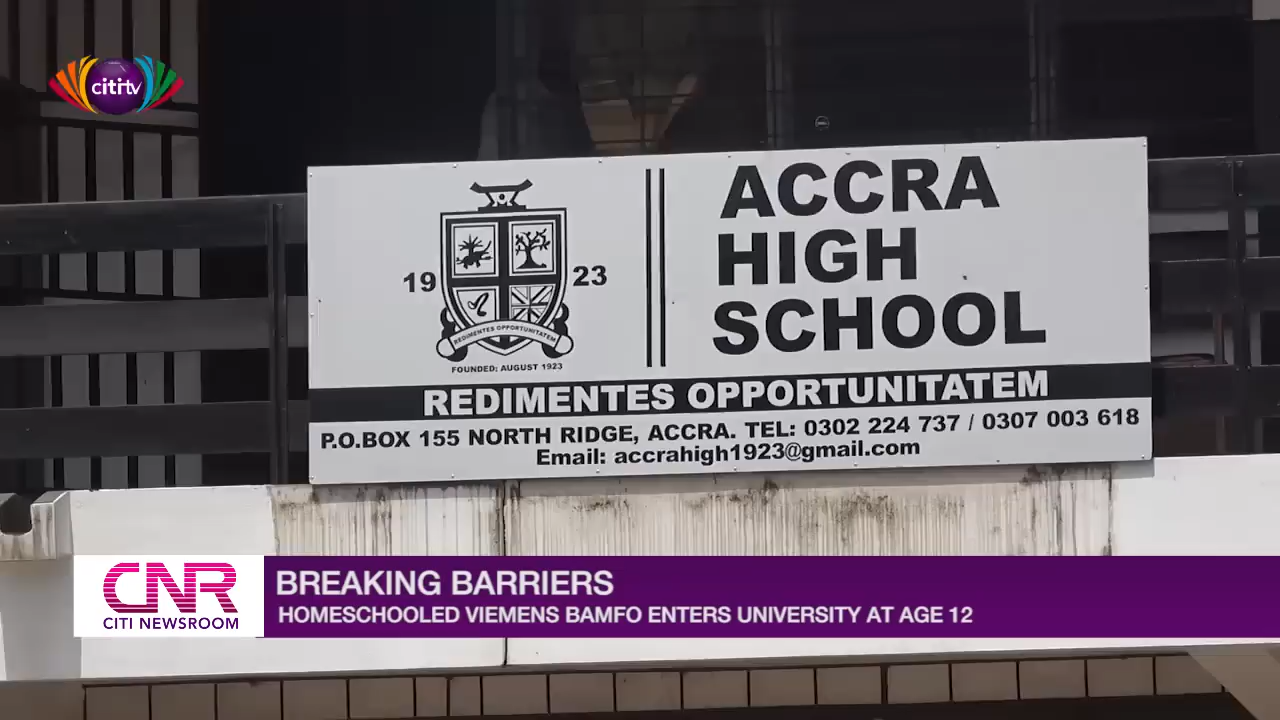 citi tv
ACCRA
HIGH
SCHOOL
19 23
REDIMENTES OPPORTUNITATEM
FOUNDED: AUGUST 1923
REDIMENTES OPPORTUNITATEM
P.O.BOX 155 NORTH RIDGE, ACCRA. TEL: 0302 224 737 / 0307 003 618
Email: accrahigh1923@gmail.com
CNR
CITI NEWSROOM
BREAKING BARRIERS
HOMESCHOOLED VIEMENS BAMFO ENTERS UNIVERSITY AT AGE 12